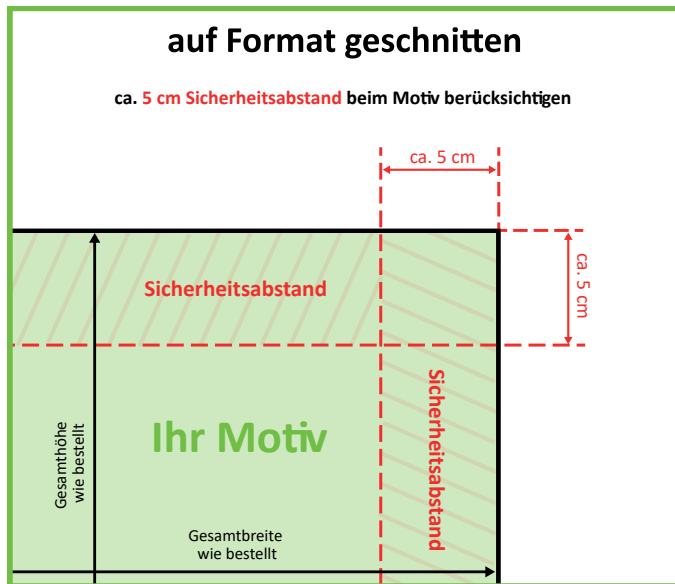 auf Format geschnitten
ca. 5 cm Sicherheitsabstand beim Motiv berücksichtigen
ca. 5 cm
Sicherheitsabstand
ca. 5 cm
Ihr Motiv
Sicherheitsabstand
Gesamthöhe
wie bestellt
Gesamtbreite
wie bestellt